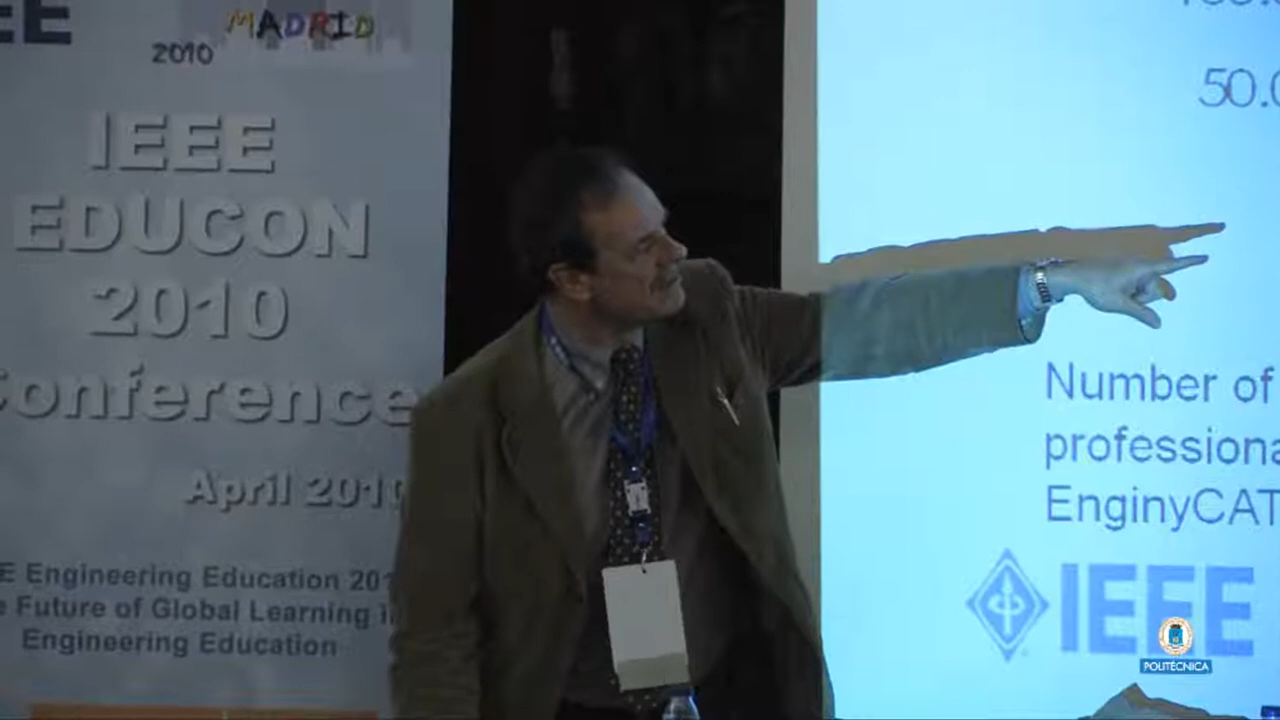 MADRID
2010
IEEE
EDUCON
2010
Conference
April 2010
Engineering Education 201
Future of Global Learning i
Engineering Education
50.0
Number of
professiona
EnginyCAT
IEEE
POLITÉCNICA